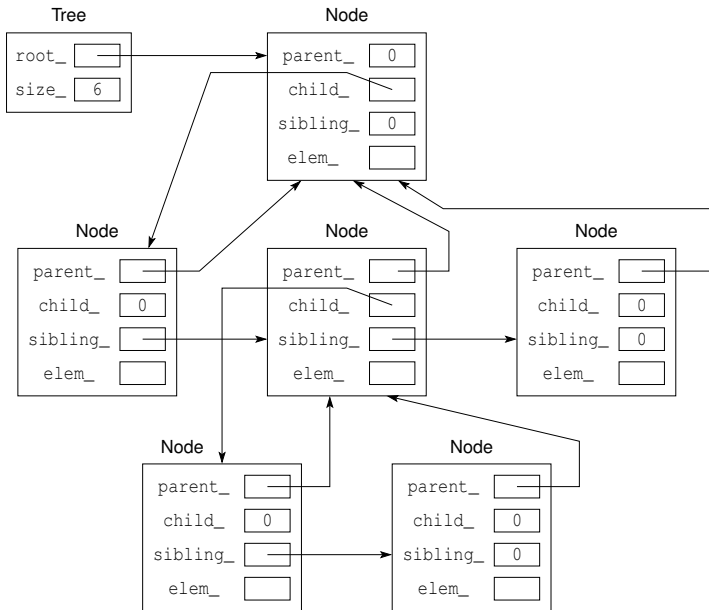 Tree
root_
size_ 6
Node
parent_ 0
child_
sibling_ 0
elem_
Node
parent_
child_ 0
sibling_
elem_
Node
parent_
child_
sibling_
elem_
Node
parent_
child_ 0
sibling_ 0
elem_
Node
parent_
child_ 0
sibling_
elem_
Node
parent_
child_ 0
sibling_ 0
elem_